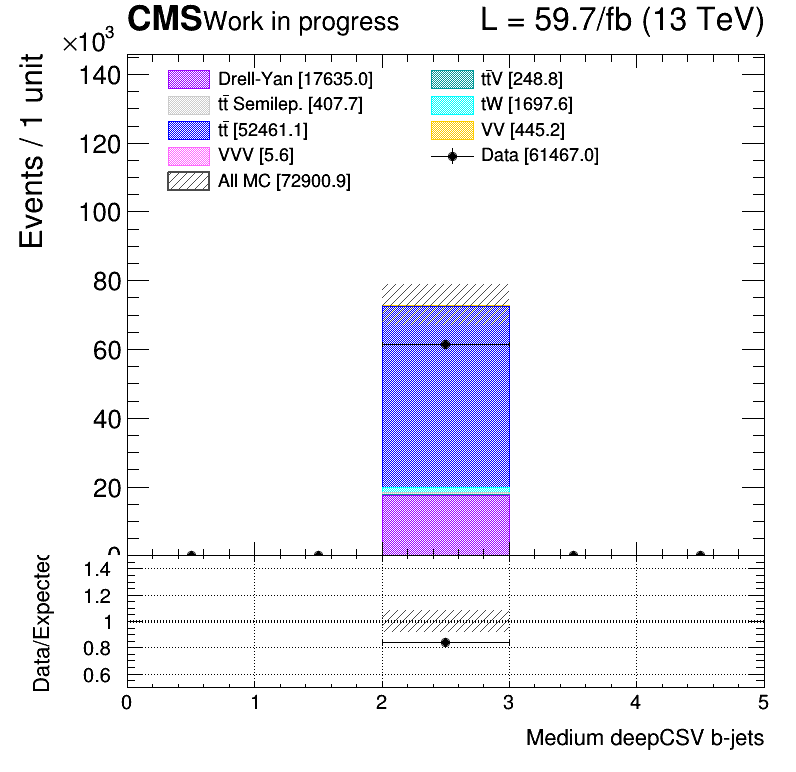 CMS Work in progress L = 59.7/fb (13 TeV)
×10³
Events / 1 unit
Drell-Yan [17635.0] tt̄V [248.8]
tt̄ Semilep. [407.7] tW [1697.6]
tt̄ [52461.1] VV [445.2]
VVV [5.6] Data [61467.0]
All MC [72900.9]
140
120
100
80
60
40
20
0
Data/Expected
1.4
1.2
1
0.8
0.6
0 1 2 3 4 5
Medium deepCSV b-jets